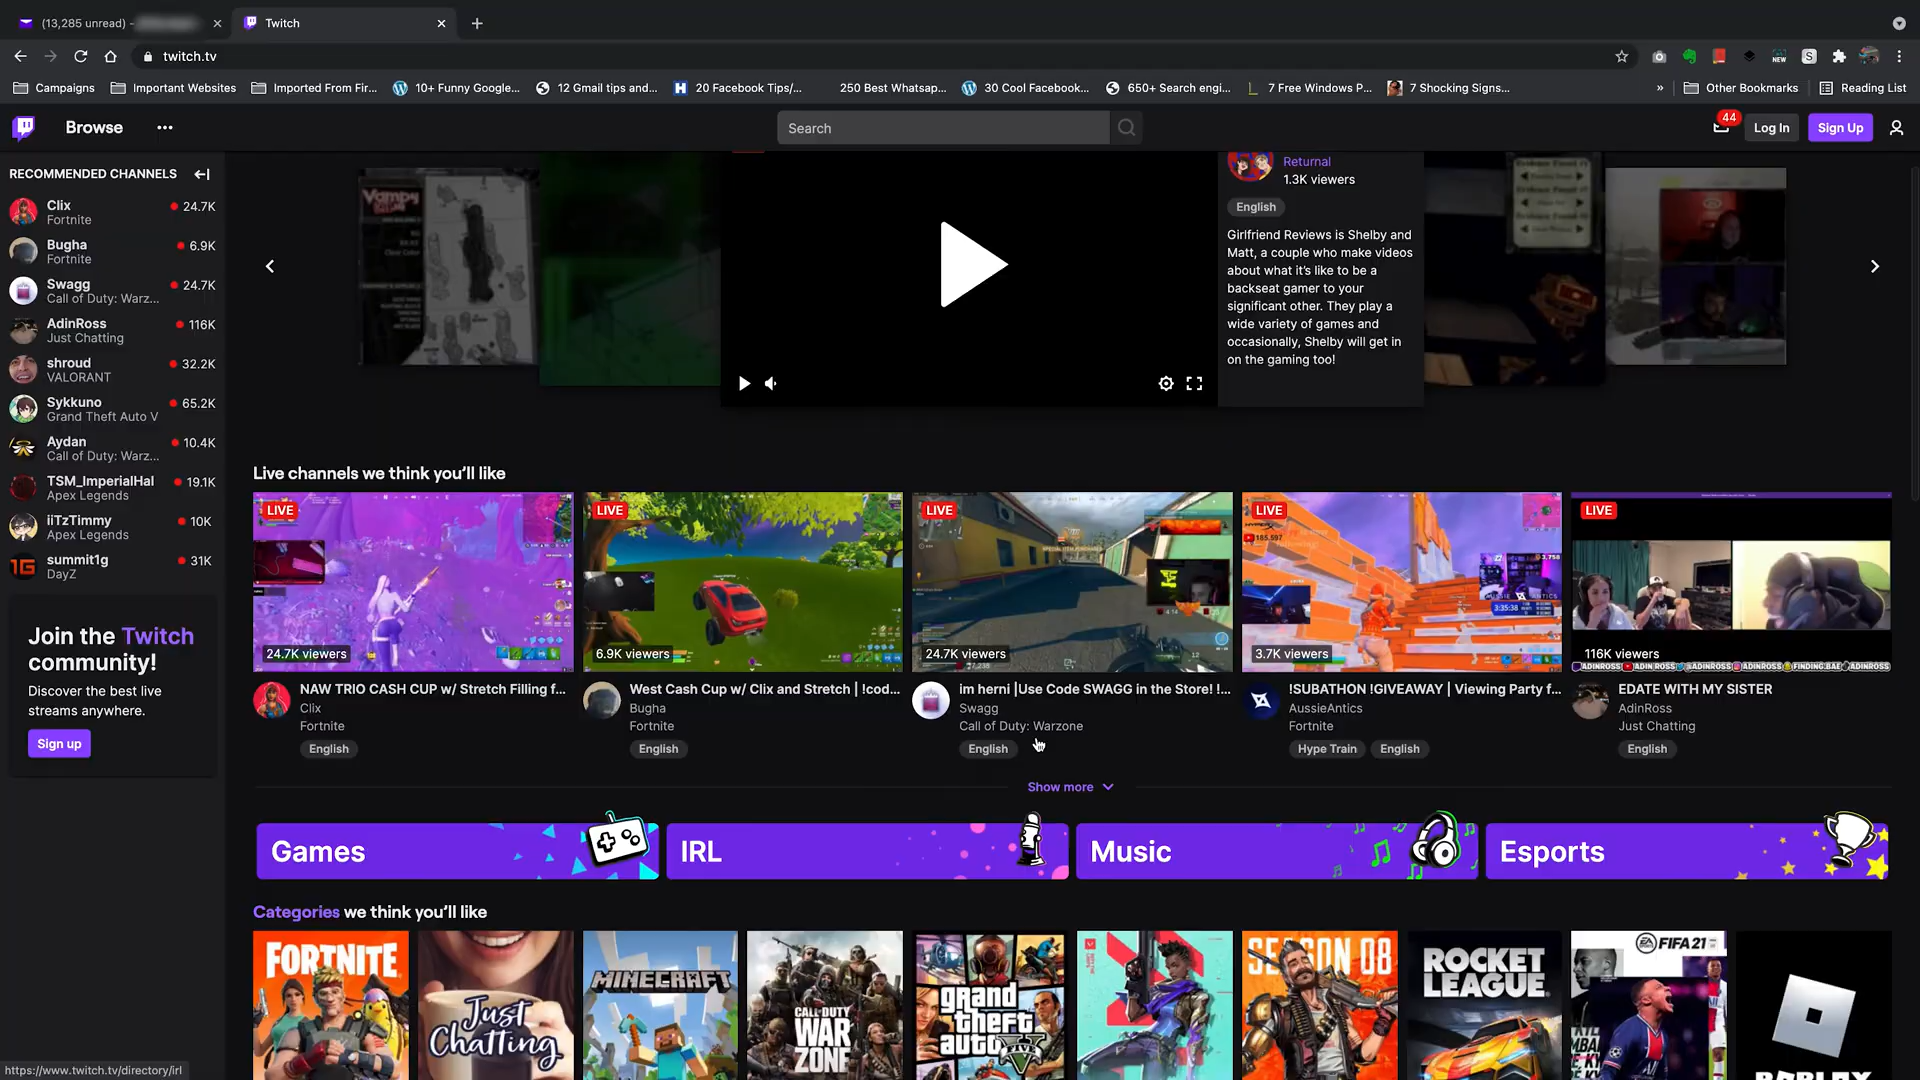 (13,285 unread) -
Twitch
twitch.tv
Campaigns
Important Websites
Imported From Fir...
10+ Funny Google...
12 Gmail tips and...
20 Facebook Tips/...
250 Best Whatsap...
30 Cool Facebook...
650+ Search engi...
7 Free Windows P...
7 Shocking Signs...
»
Other Bookmarks
Reading List
Browse
Search
44
Log In
Sign Up
RECOMMENDED CHANNELS
Clix
Fortnite
24.7K
Bugha
Fortnite
6.9K
Swagg
Call of Duty: Warz...
24.7K
AdinRoss
Just Chatting
116K
shroud
VALORANT
32.2K
Sykkuno
Grand Theft Auto V
65.2K
Aydan
Call of Duty: Warz...
10.4K
TSM_ImperialHal
Apex Legends
19.1K
iiTzTimmy
Apex Legends
10K
summit1g
DayZ
31K
Join the Twitch
community!
Discover the best live
streams anywhere.
Sign up
Returnal
1.3K viewers
English
Girlfriend Reviews is Shelby and
Matt, a couple who make videos
about what it's like to be a
backseat gamer to your
significant other. They play a
wide variety of games and
occasionally, Shelby will get in
on the gaming too!
Live channels we think you'll like
LIVE
24.7K viewers
NAW TRIO CASH CUP w/ Stretch Filling f...
Clix
Fortnite
English
LIVE
6.9K viewers
West Cash Cup w/ Clix and Stretch | !cod...
Bugha
Fortnite
English
LIVE
24.7K viewers
im herni |Use Code SWAGG in the Store! !...
Swagg
Call of Duty: Warzone
English
LIVE
185,597
3,758
3:35:38
3.7K viewers
!SUBATHON !GIVEAWAY | Viewing Party f...
AussieAntics
Fortnite
Hype Train
English
LIVE
116K viewers
EDATE WITH MY SISTER
AdinRoss
Just Chatting
English
Show more
Games
IRL
Music
Esports
Categories we think you'll like
FORTNITE
Just
Chatting
MINECRAFT
CALL OF DUTY
WAR
ZONE
grand
theft
auto
V
SEASON 08
ROCKET
LEAGUE
EA SPORTS FIFA 21
ROBLOX
https://www.twitch.tv/directory/irl